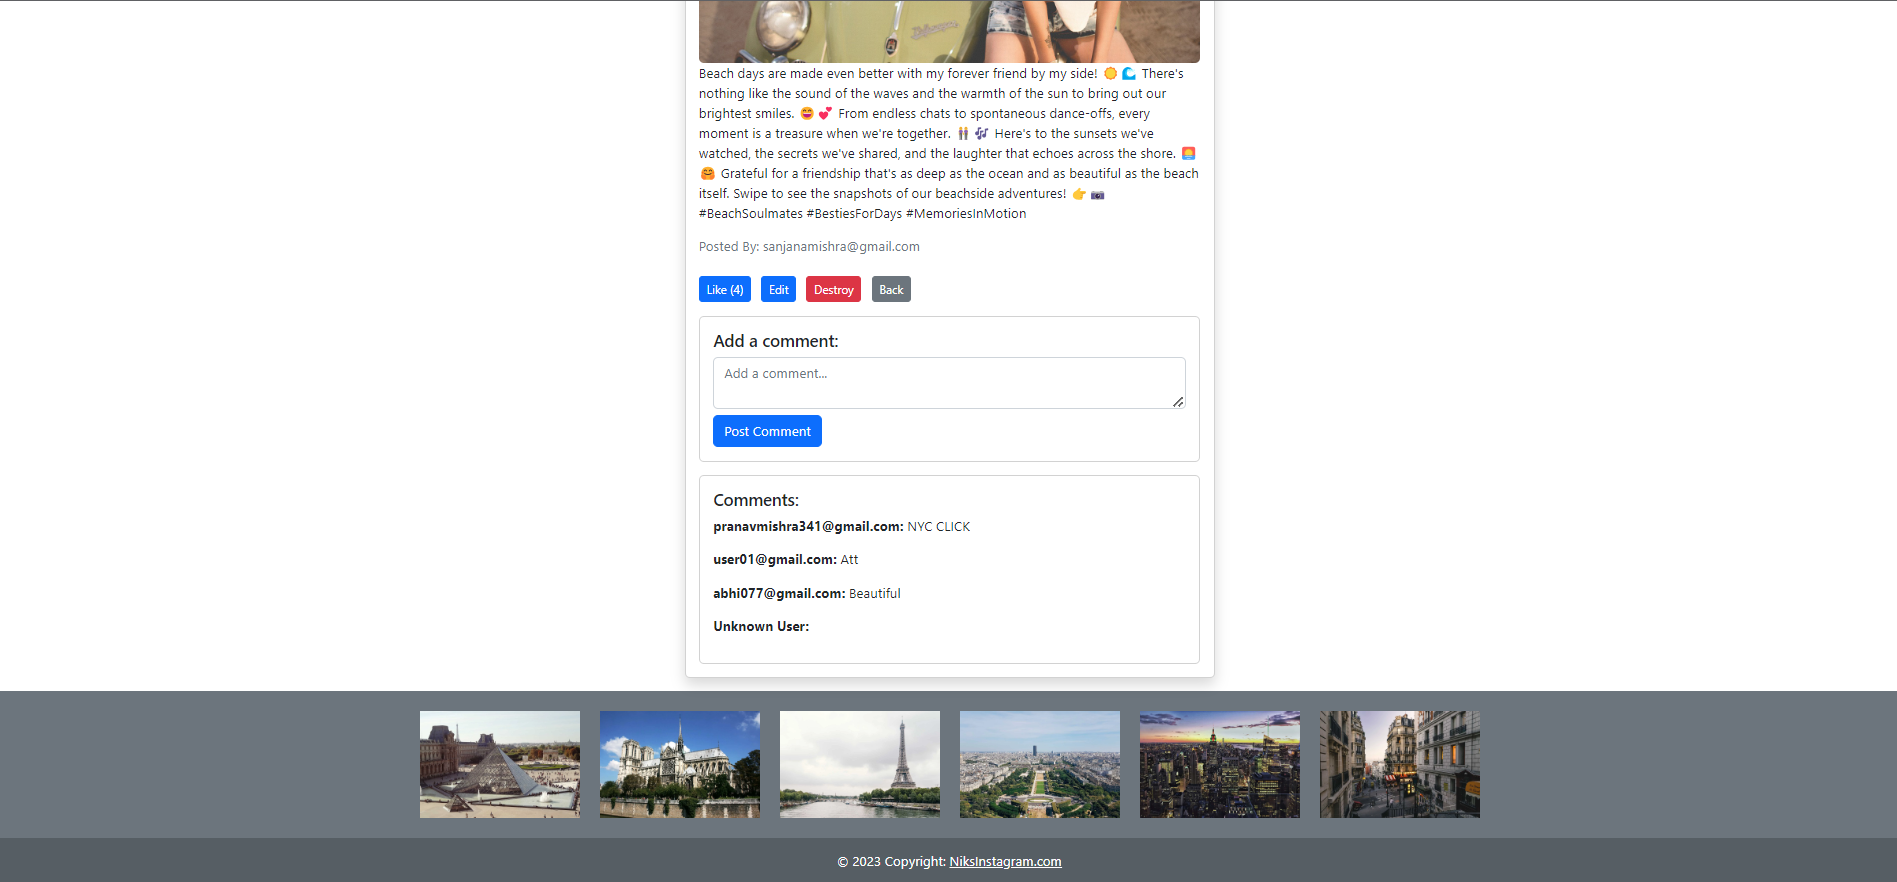 Volkswagen
Beach days are made even better with my forever friend by my side! 🌞 🌊 There's
nothing like the sound of the waves and the warmth of the sun to bring out our
brightest smiles. 😄 💕 From endless chats to spontaneous dance-offs, every
moment is a treasure when we're together. 👭 🎶 Here's to the sunsets we've
watched, the secrets we've shared, and the laughter that echoes across the shore. 🌅
🤗 Grateful for a friendship that's as deep as the ocean and as beautiful as the beach
itself. Swipe to see the snapshots of our beachside adventures! 👉 📷
#BeachSoulmates #BestiesForDays #MemoriesInMotion
Posted By: sanjanamishra@gmail.com
Like (4) Edit Destroy Back
Add a comment:
Add a comment...
Post Comment
Comments:
pranavmishra341@gmail.com: NYC CLICK
user01@gmail.com: Att
abhi077@gmail.com: Beautiful
Unknown User:
© 2023 Copyright: NiksInstagram.com